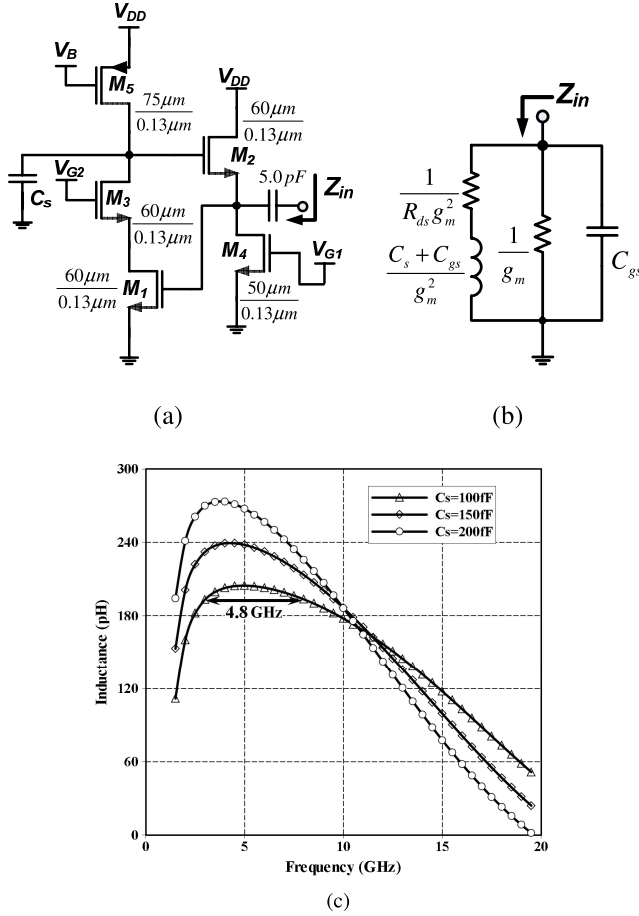 V_DD
V_B
M_5
75μm
0.13μm
V_DD
60μm
0.13μm
M_2
C_s
V_G2
M_3
60μm
0.13μm
5.0 pF
Z_in
M_4
V_G1
60μm
0.13μm
M_1
50μm
0.13μm
(a)
Z_in
1
R_ds g_m^2
C_s + C_gs
g_m^2
1
g_m
C_gs
(b)
300
240
180
120
60
0
Inductance (pH)
Cs=100fF
Cs=150fF
Cs=200fF
4.8 GHz
0 5 10 15 20
Frequency (GHz)
(c)